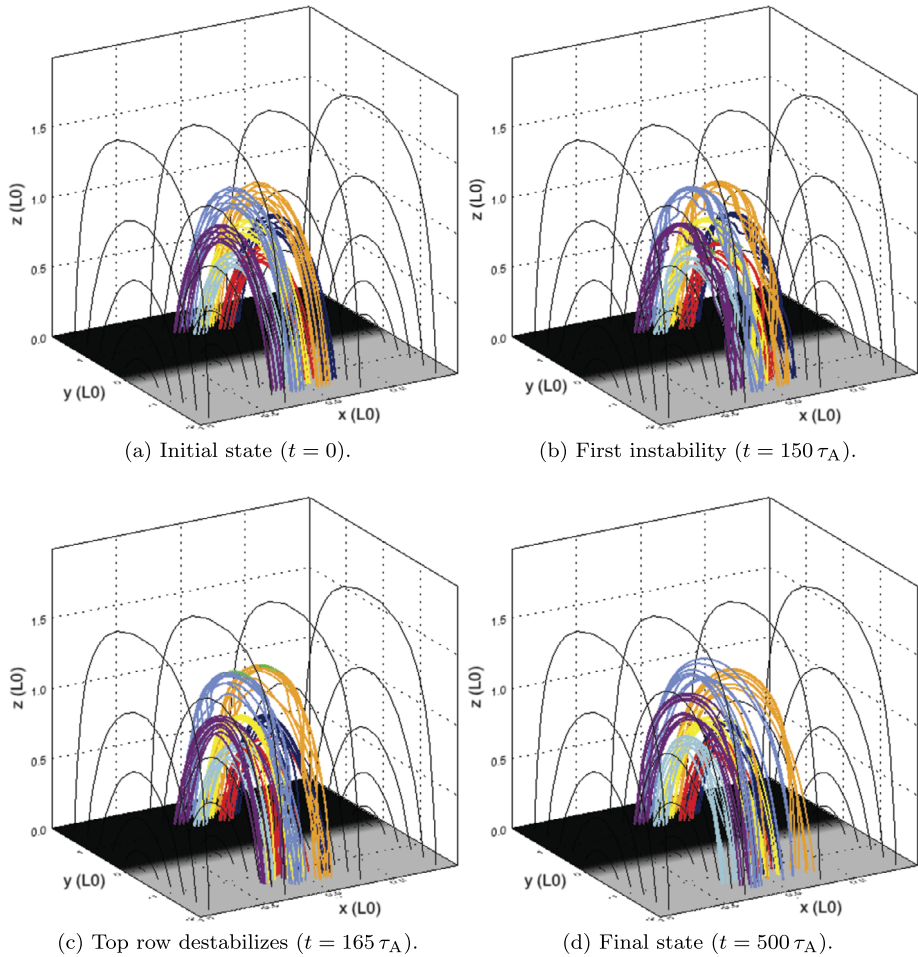 1.5
1.0
z (L0)
0.5
0.0
y (L0)
x (L0)
(a) Initial state (t = 0).
1.5
1.0
z (L0)
0.5
0.0
y (L0)
x (L0)
(b) First instability (t = 150 τA).
1.5
1.0
z (L0)
0.5
0.0
y (L0)
x (L0)
(c) Top row destabilizes (t = 165 τA).
1.5
1.0
z (L0)
0.5
0.0
y (L0)
x (L0)
(d) Final state (t = 500 τA).